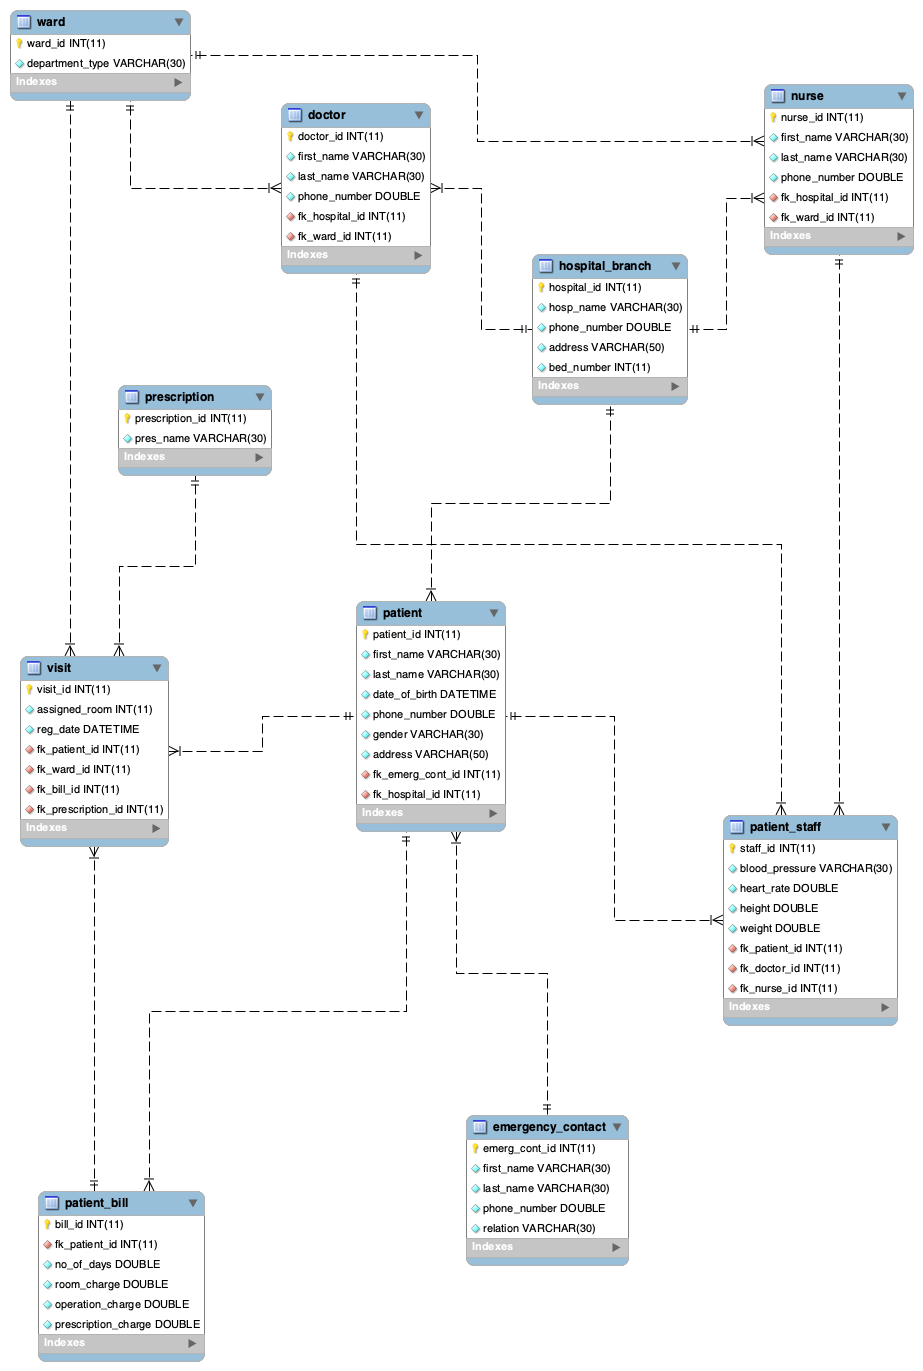 ward
ward_id INT(11)
department_type VARCHAR(30)
Indexes
doctor
doctor_id INT(11)
first_name VARCHAR(30)
last_name VARCHAR(30)
phone_number DOUBLE
fk_hospital_id INT(11)
fk_ward_id INT(11)
Indexes
nurse
nurse_id INT(11)
first_name VARCHAR(30)
last_name VARCHAR(30)
phone_number DOUBLE
fk_hospital_id INT(11)
fk_ward_id INT(11)
Indexes
hospital_branch
hospital_id INT(11)
hosp_name VARCHAR(30)
phone_number DOUBLE
address VARCHAR(50)
bed_number INT(11)
Indexes
prescription
prescription_id INT(11)
pres_name VARCHAR(30)
Indexes
visit
visit_id INT(11)
assigned_room INT(11)
reg_date DATETIME
fk_patient_id INT(11)
fk_ward_id INT(11)
fk_bill_id INT(11)
fk_prescription_id INT(11)
Indexes
patient
patient_id INT(11)
first_name VARCHAR(30)
last_name VARCHAR(30)
date_of_birth DATETIME
phone_number DOUBLE
gender VARCHAR(30)
address VARCHAR(50)
fk_emerg_cont_id INT(11)
fk_hospital_id INT(11)
Indexes
patient_staff
staff_id INT(11)
blood_pressure VARCHAR(30)
heart_rate DOUBLE
height DOUBLE
weight DOUBLE
fk_patient_id INT(11)
fk_doctor_id INT(11)
fk_nurse_id INT(11)
Indexes
emergency_contact
emerg_cont_id INT(11)
first_name VARCHAR(30)
last_name VARCHAR(30)
phone_number DOUBLE
relation VARCHAR(30)
Indexes
patient_bill
bill_id INT(11)
fk_patient_id INT(11)
no_of_days DOUBLE
room_charge DOUBLE
operation_charge DOUBLE
prescription_charge DOUBLE
Indexes